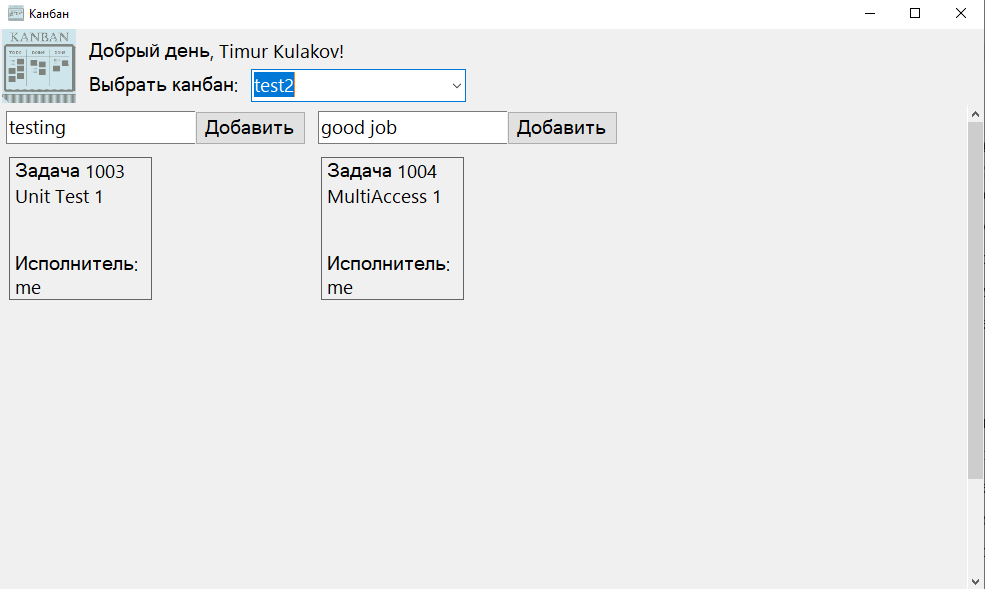 Канбан
KANBAN
Добрый день, Timur Kulakov!
Выбрать канбан: test2
testing Добавить good job Добавить
Задача 1003
Unit Test 1
Исполнитель:
me
Задача 1004
MultiAccess 1
Исполнитель:
me